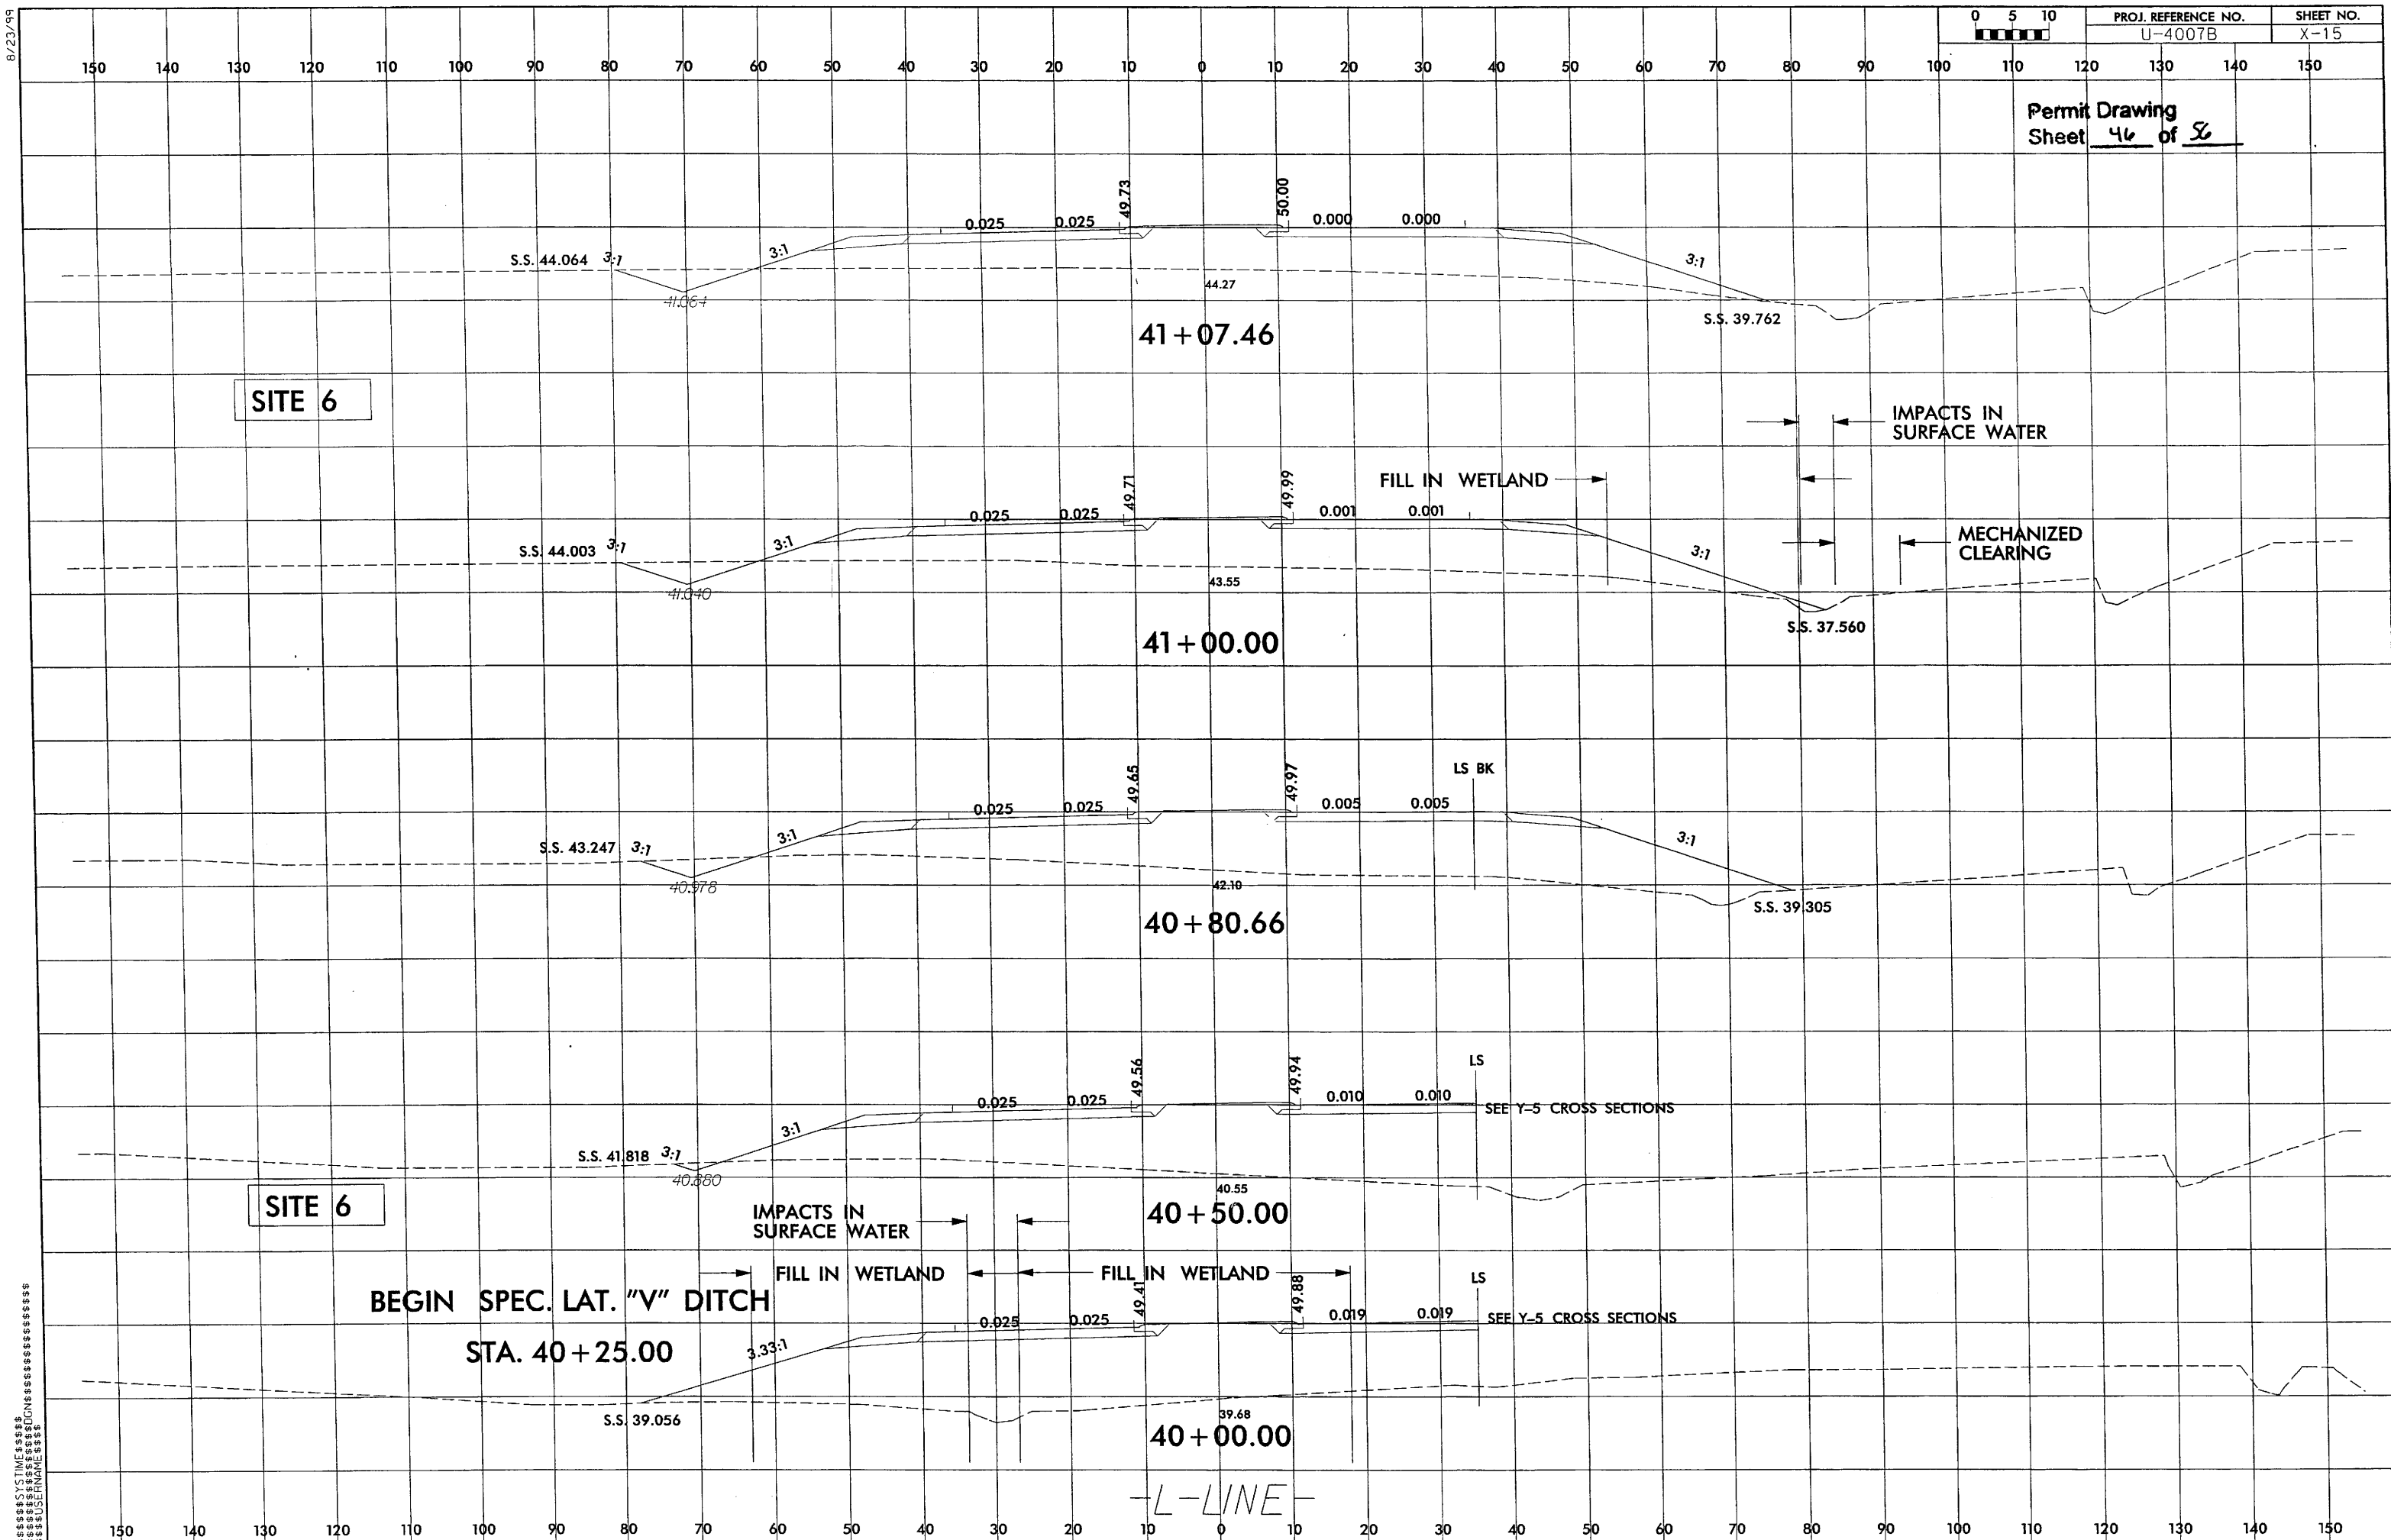 8/23/99
0 5 10
PROJ. REFERENCE NO. SHEET NO.
U-4007B X-15
150 140 130 120 110 100 90 80 70 60 50 40 30 20 10 0 10 20 30 40 50 60 70 80 90 100 110 120 130 140 150
Permit Drawing
Sheet 46 of 56
49.73 50.00
0.025 0.025 0.000 0.000
S.S. 44.064 3:1 3:1 3:1
41.064 44.27
S.S. 39.762
41+07.46
SITE 6
IMPACTS IN
SURFACE WATER
FILL IN WETLAND
49.71 49.99
0.025 0.025 0.001 0.001
MECHANIZED
CLEARING
S.S. 44.003 3:1 3:1 3:1
41.040 43.55
S.S. 37.560
41+00.00
49.65 49.97 LS BK
0.025 0.025 0.005 0.005
S.S. 43.247 3:1 3:1 3:1
40.978 42.10
S.S. 39.305
40+80.66
49.56 49.94 LS
0.025 0.025 0.010 0.010 SEE Y-5 CROSS SECTIONS
S.S. 41.818 3:1 3:1
40.880 40.55
SITE 6
40+50.00
IMPACTS IN
SURFACE WATER
FILL IN WETLAND FILL IN WETLAND
BEGIN SPEC. LAT. "V" DITCH
STA. 40+25.00
49.41 49.88 LS
0.025 0.025 0.019 0.019 SEE Y-5 CROSS SECTIONS
3.33:1
S.S. 39.056 39.68
40+00.00
-L-LINE-
150 140 130 120 110 100 90 80 70 60 50 40 30 20 10 0 10 20 30 40 50 60 70 80 90 100 110 120 130 140 150